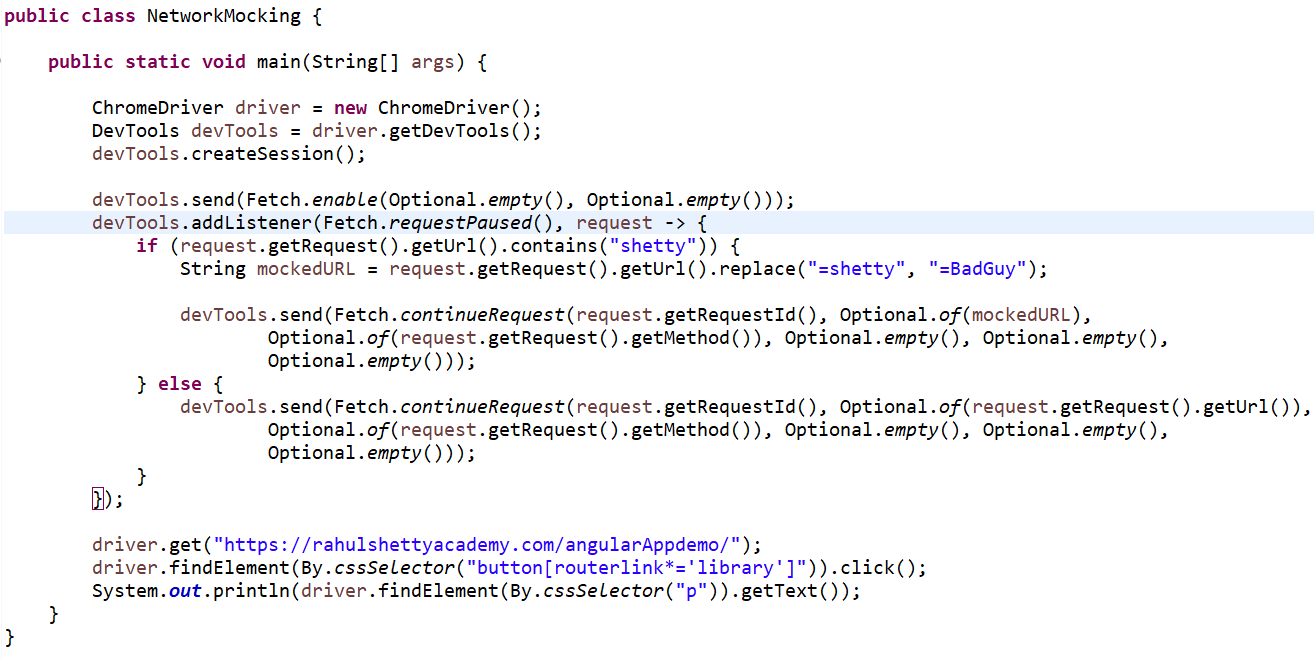 public class NetworkMocking {
public static void main(String[] args) {
ChromeDriver driver = new ChromeDriver();
DevTools devTools = driver.getDevTools();
devTools.createSession();
devTools.send(Fetch.enable(Optional.empty(), Optional.empty()));
devTools.addListener(Fetch.requestPaused(), request -> {
if (request.getRequest().getUrl().contains("shetty")) {
String mockedURL = request.getRequest().getUrl().replace("=shetty", "=BadGuy");
devTools.send(Fetch.continueRequest(request.getRequestId(), Optional.of(mockedURL),
Optional.of(request.getRequest().getMethod()), Optional.empty(), Optional.empty(),
Optional.empty()));
} else {
devTools.send(Fetch.continueRequest(request.getRequestId(), Optional.of(request.getRequest().getUrl()),
Optional.of(request.getRequest().getMethod()), Optional.empty(), Optional.empty(),
Optional.empty()));
}
});
driver.get("https://rahulshettyacademy.com/angularAppdemo/");
driver.findElement(By.cssSelector("button[routerlink*='library']")).click();
System.out.println(driver.findElement(By.cssSelector("p")).getText());
}
}